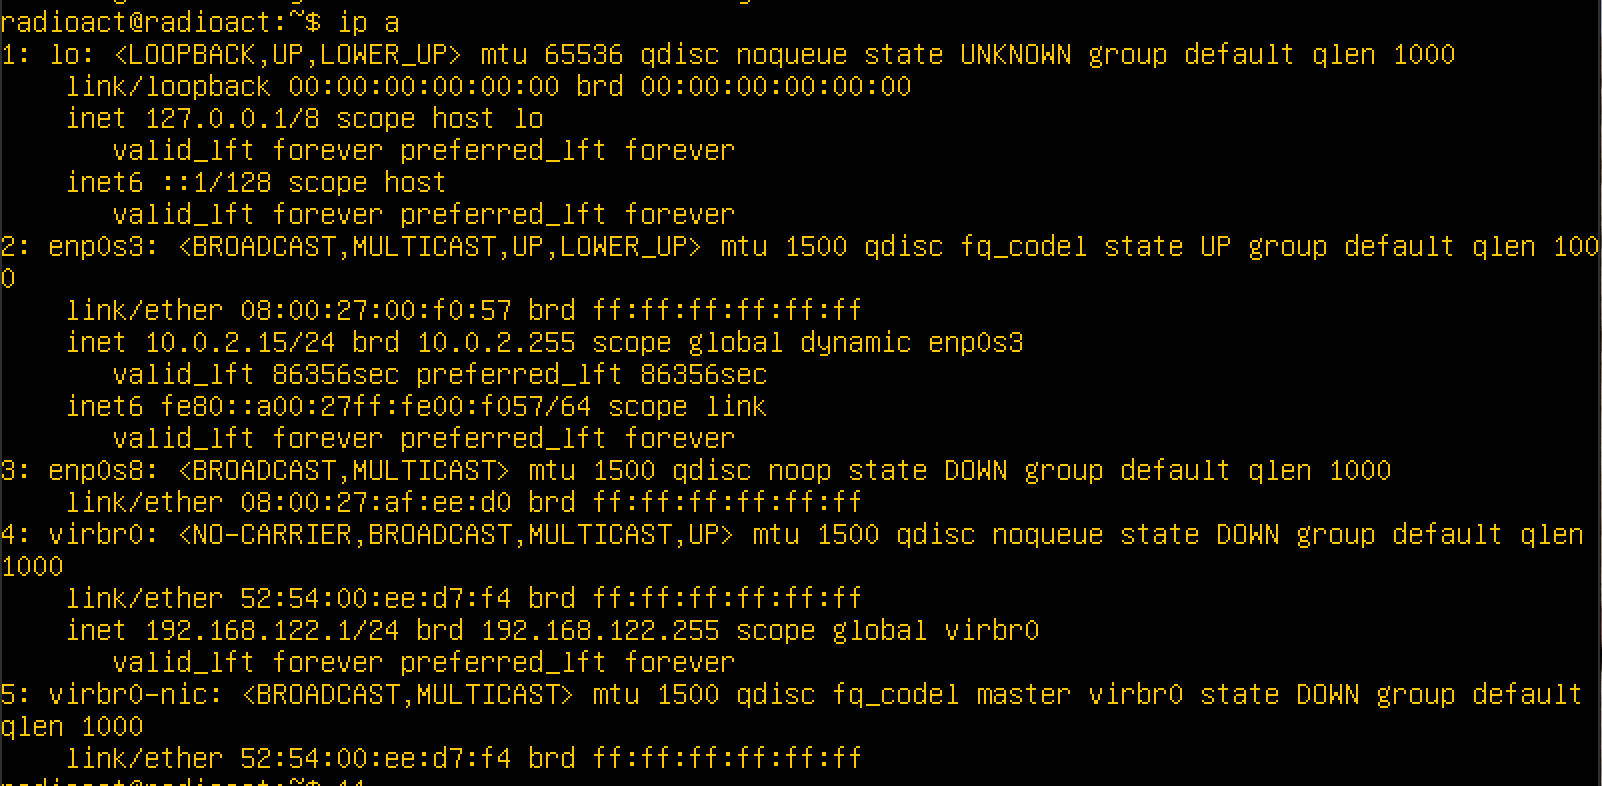 radioact@radioact:~$ ip a
1: lo: <LOOPBACK,UP,LOWER_UP> mtu 65536 qdisc noqueue state UNKNOWN group default qlen 1000
    link/loopback 00:00:00:00:00:00 brd 00:00:00:00:00:00
    inet 127.0.0.1/8 scope host lo
       valid_lft forever preferred_lft forever
    inet6 ::1/128 scope host
       valid_lft forever preferred_lft forever
2: enp0s3: <BROADCAST,MULTICAST,UP,LOWER_UP> mtu 1500 qdisc fq_codel state UP group default qlen 100
0
    link/ether 08:00:27:00:f0:57 brd ff:ff:ff:ff:ff:ff
    inet 10.0.2.15/24 brd 10.0.2.255 scope global dynamic enp0s3
       valid_lft 86356sec preferred_lft 86356sec
    inet6 fe80::a00:27ff:fe00:f057/64 scope link
       valid_lft forever preferred_lft forever
3: enp0s8: <BROADCAST,MULTICAST> mtu 1500 qdisc noop state DOWN group default qlen 1000
    link/ether 08:00:27:af:ee:d0 brd ff:ff:ff:ff:ff:ff
4: virbr0: <NO-CARRIER,BROADCAST,MULTICAST,UP> mtu 1500 qdisc noqueue state DOWN group default qlen
1000
    link/ether 52:54:00:ee:d7:f4 brd ff:ff:ff:ff:ff:ff
    inet 192.168.122.1/24 brd 192.168.122.255 scope global virbr0
       valid_lft forever preferred_lft forever
5: virbr0-nic: <BROADCAST,MULTICAST> mtu 1500 qdisc fq_codel master virbr0 state DOWN group default
qlen 1000
    link/ether 52:54:00:ee:d7:f4 brd ff:ff:ff:ff:ff:ff
radioact@radioact:~$